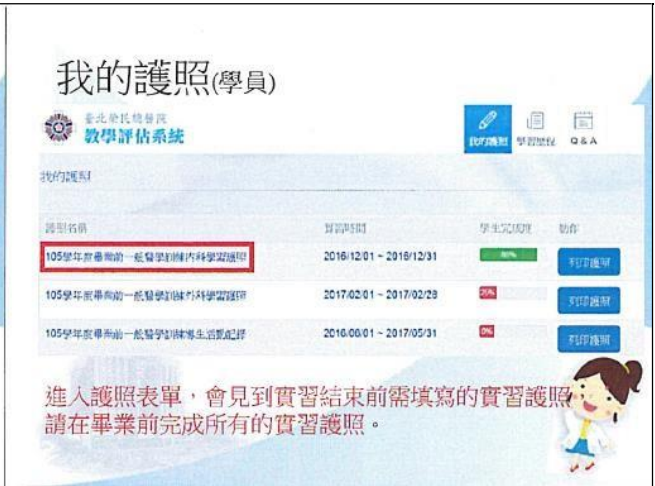 我的護照(學員)
臺北榮民總醫院
教學評估系統
我的護照 學習歷程 Q & A
我的護照
護照名稱 實習時間 學生完成度 動作
105學年度畢業前一般醫學訓練內科學習護照 2016/12/01 ~ 2016/12/31 列印護照
105學年度畢業前一般醫學訓練外科學習護照 2017/02/01 ~ 2017/02/28 20% 列印護照
105學年度畢業前一般醫學訓練導生活動紀錄 2016/06/01 ~ 2017/05/31 0% 列印護照
進入護照表單,會見到實習結束前需填寫的實習護照
請在畢業前完成所有的實習護照。